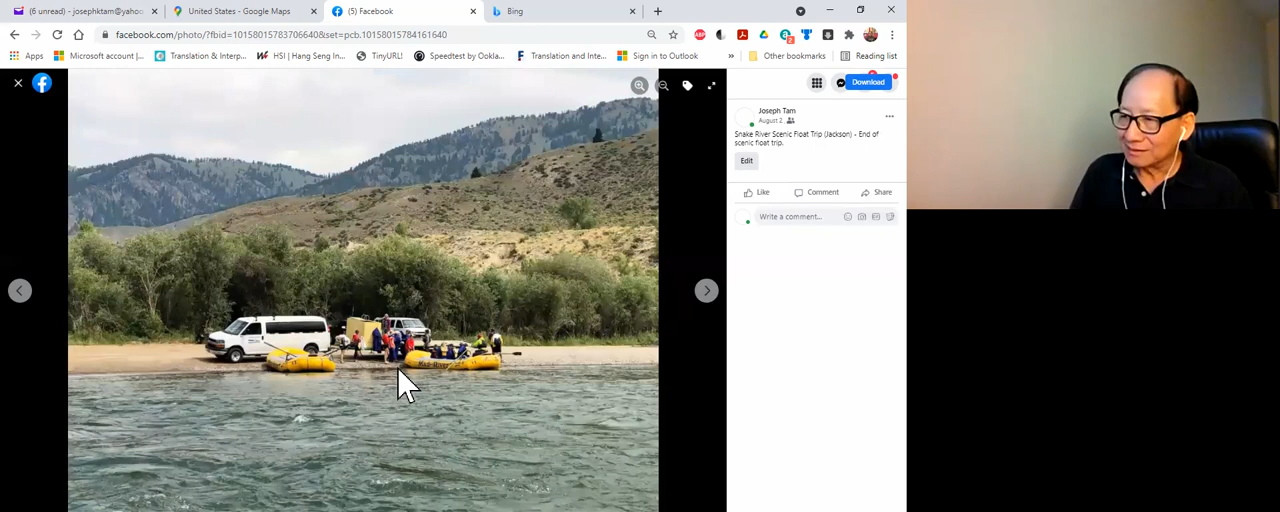 (6 unread) - josephktam@yahoo
United States - Google Maps
(5) Facebook
Bing
facebook.com/photo/?fbid=10158015783706640&set=pcb.10158015784161640
Apps
Microsoft account |...
Translation & Interp...
HSI | Hang Seng In...
TinyURL!
Speedtest by Ookla...
Translation and Inte...
Sign in to Outlook
»
Other bookmarks
Reading list
Download
Joseph Tam
August 2
Snake River Scenic Float Trip (Jackson) - End of
scenic float trip.
Edit
Like
Comment
Share
Write a comment...